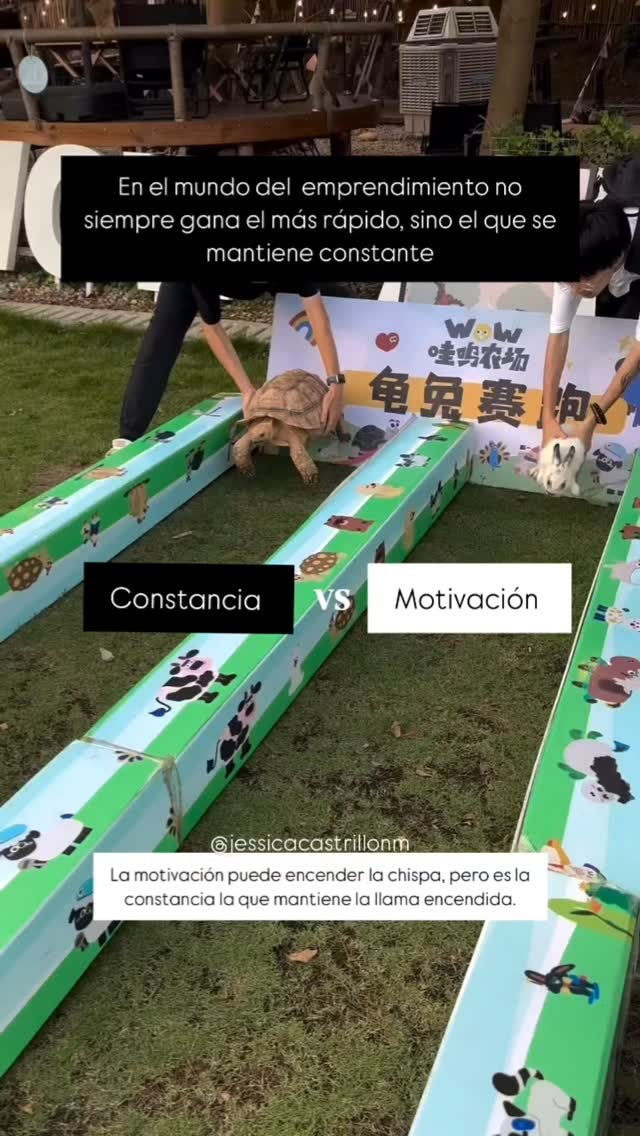 En el mundo del emprendimiento no
siempre gana el más rápido, sino el que se
mantiene constante
WOW
哇呜农场
龟兔赛跑
Constancia vs Motivación
@jessicacastrillonm
La motivación puede encender la chispa, pero es la
constancia la que mantiene la llama encendida.